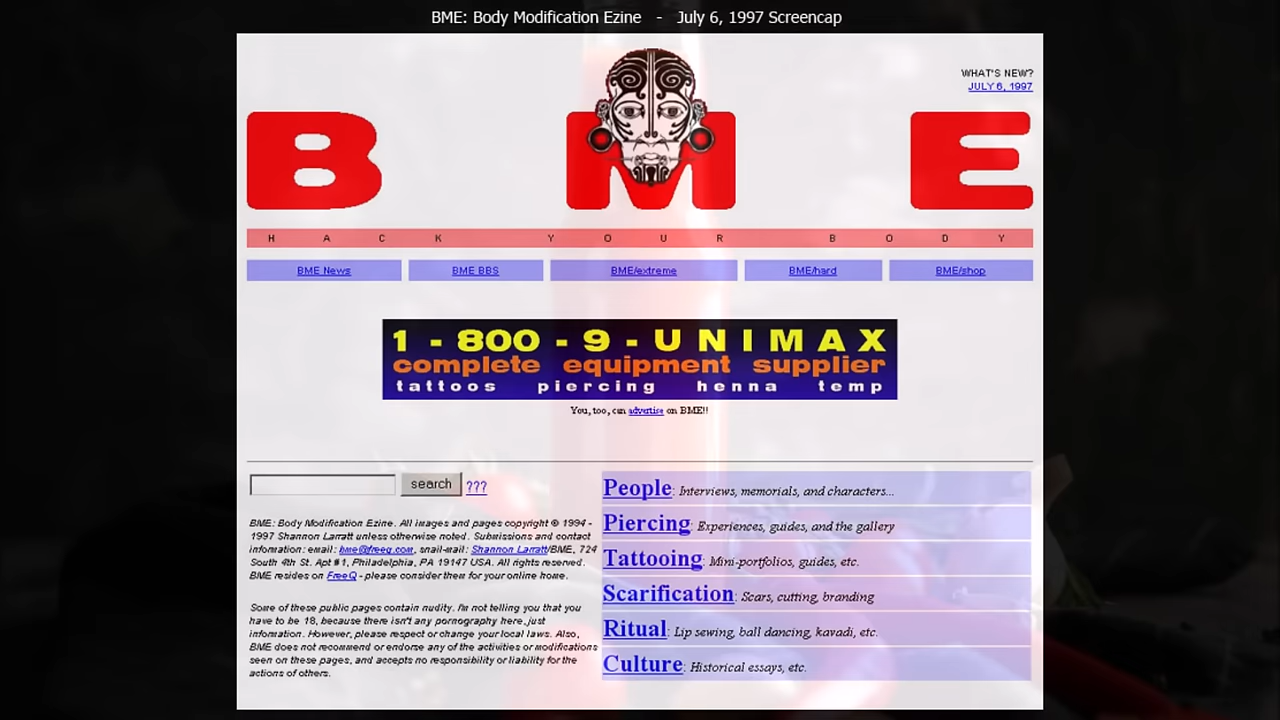 BME: Body Modification Ezine - July 6, 1997 Screencap
WHAT'S NEW?
JULY 6, 1997
B M E
HACK YOUR BODY
BME News BME BBS BME/extreme BME/hard BME/shop
1-800-9-UNIMAX
complete equipment supplier
tattoos piercing henna temp
You, too, can advertise on BME!!
search ???
BME: Body Modification Ezine. All images and pages copyright © 1994 -
1997 Shannon Larratt unless otherwise noted. Submissions and contact
information: email: bme@freeq.com, snail-mail: Shannon Larratt/BME, 724
South 4th St. Apt #1, Philadelphia, PA 19147 USA. All rights reserved.
BME resides on FreeQ - please consider them for your online home.
Some of these public pages contain nudity. I'm not telling you that you
have to be 18, because there isn't any pornography here, just
information. However, please respect or change your local laws. Also,
BME does not recommend or endorse any of the activities or modifications
seen on these pages, and accepts no responsibility or liability for the
actions of others.
People: Interviews, memorials, and characters...
Piercing: Experiences, guides, and the gallery
Tattooing: Mini-portfolios, guides, etc.
Scarification: Scars, cutting, branding
Ritual: Lip sewing, ball dancing, kavadi, etc.
Culture: Historical essays, etc.